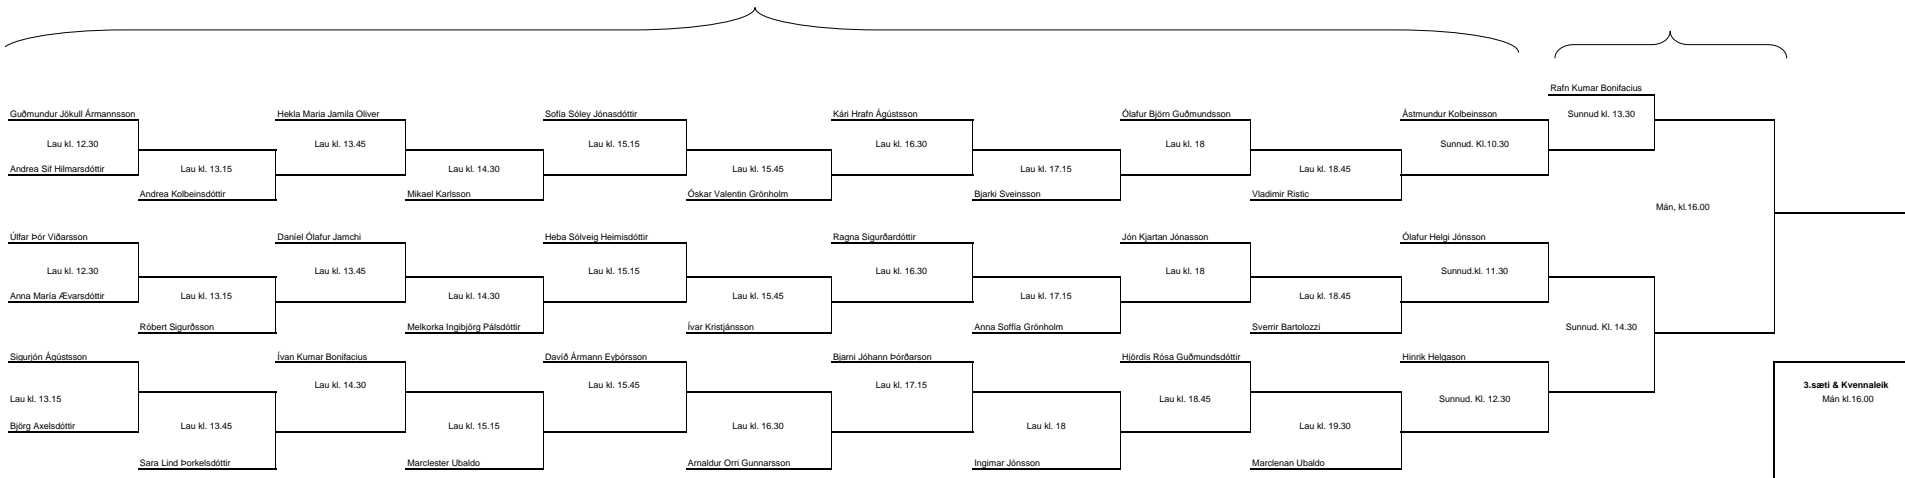 Rafn Kumar Bonifacius
Guðmundur Jökull Ármannsson
Hekla Maria Jamila Oliver
Sofía Sóley Jónasdóttir
Kári Hrafn Ágústsson
Ólafur Björn Guðmundsson
Ástmundur Kolbeinsson
Sunnud kl. 13.30
Lau kl. 12.30
Lau kl. 13.45
Lau kl. 15.15
Lau kl. 16.30
Lau kl. 18
Sunnud. Kl.10.30
Andrea Sif Hilmarsdóttir
Lau kl. 13.15
Lau kl. 14.30
Lau kl. 15.45
Lau kl. 17.15
Lau kl. 18.45
Andrea Kolbeinsdóttir
Mikael Karlsson
Óskar Valentin Grönholm
Bjarki Sveinsson
Vladimir Ristic
Mán, kl.16.00
Úlfar Þór Viðarsson
Daníel Ólafur Jamchi
Heba Sólveig Heimisdóttir
Ragna Sigurðardóttir
Jón Kjartan Jónasson
Ólafur Helgi Jónsson
Lau kl. 12.30
Lau kl. 13.45
Lau kl. 15.15
Lau kl. 16.30
Lau kl. 18
Sunnud.kl. 11.30
Anna María Ævarsdóttir
Lau kl. 13.15
Lau kl. 14.30
Lau kl. 15.45
Lau kl. 17.15
Lau kl. 18.45
Róbert Sigurðsson
Melkorka Ingibjörg Pálsdóttir
Ívar Kristjánsson
Anna Soffía Grönholm
Sverrir Bartolozzi
Sunnud. Kl. 14.30
Sigurjón Ágústsson
Ívan Kumar Bonifacius
Davíð Ármann Eyþórsson
Bjarni Jóhann Þórðarson
Hjördís Rósa Guðmundsdóttir
Hinrik Helgason
Lau kl. 14.30
Lau kl. 15.45
Lau kl. 17.15
3.sæti & Kvennaleik
Lau kl. 13.15
Lau kl. 18.45
Sunnud. Kl. 12.30
Mán kl.16.00
Björg Axelsdóttir
Lau kl. 13.45
Lau kl. 15.15
Lau kl. 16.30
Lau kl. 18
Lau kl. 19.30
Sara Lind Þorkelsdóttir
Marclester Ubaldo
Arnaldur Orri Gunnarsson
Ingimar Jónsson
Marclenan Ubaldo